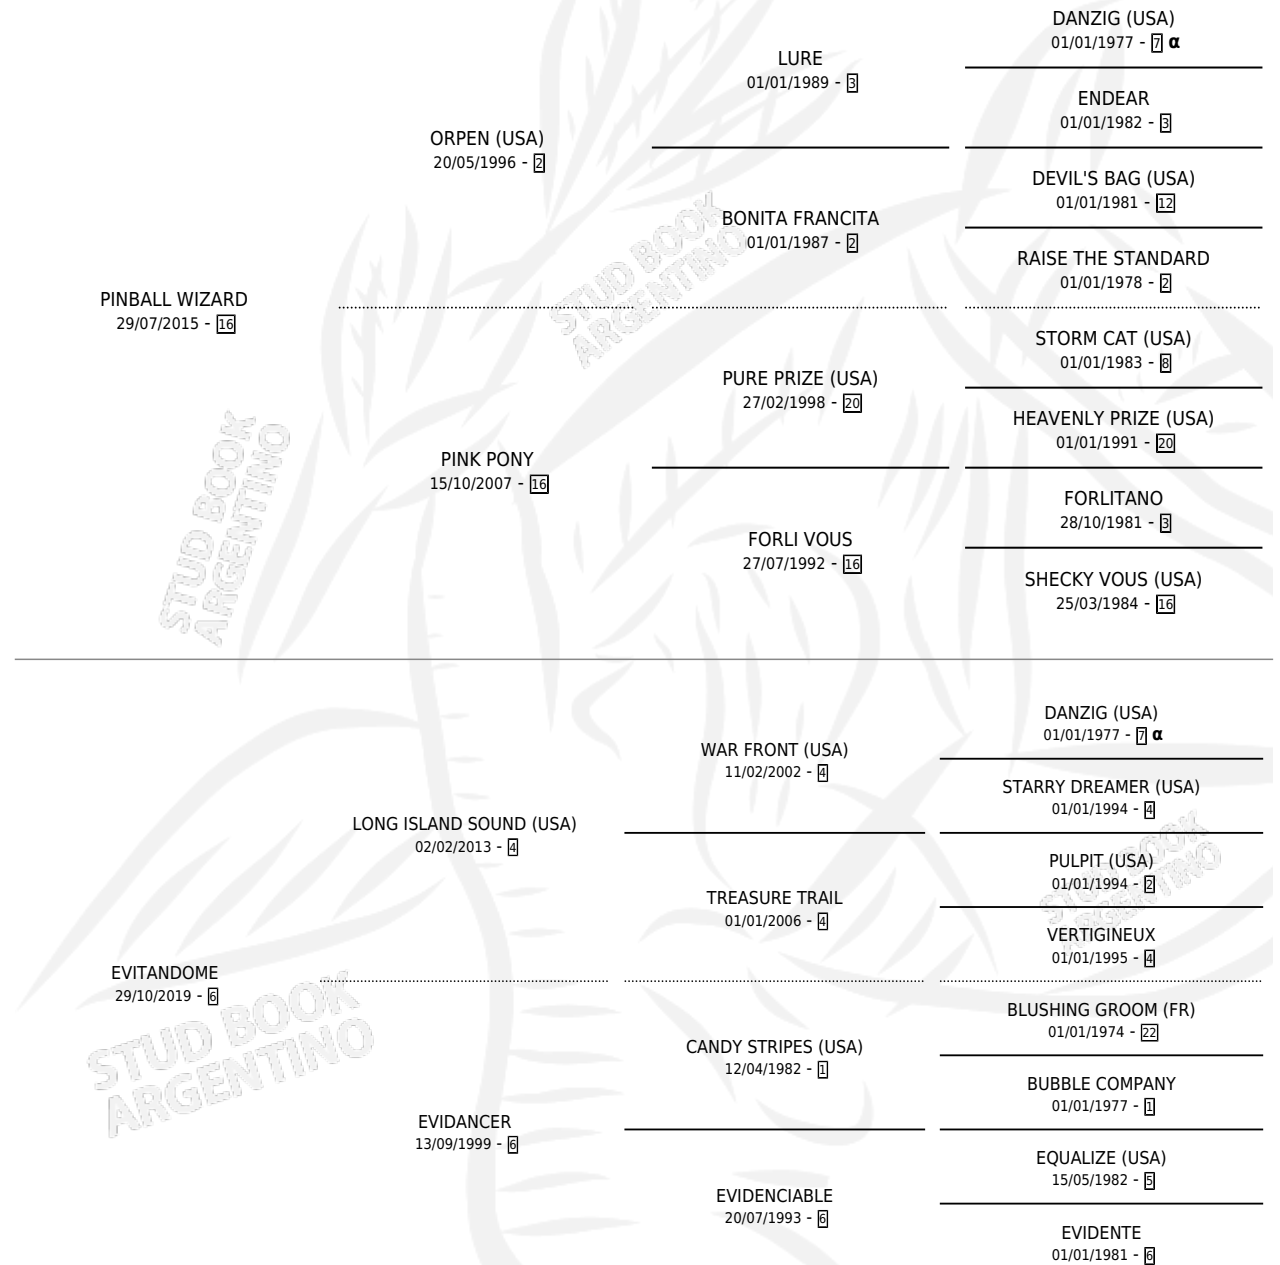 DANZIG (USA)
01/01/1977 - 7 α
LURE
01/01/1989 - 3
ENDEAR
01/01/1982 - 3
ORPEN (USA)
20/05/1996 - 2
DEVIL'S BAG (USA)
01/01/1981 - 12
BONITA FRANCITA
01/01/1987 - 2
RAISE THE STANDARD
01/01/1978 - 2
PINBALL WIZARD
29/07/2015 - 16
STORM CAT (USA)
01/01/1983 - 8
PURE PRIZE (USA)
27/02/1998 - 20
HEAVENLY PRIZE (USA)
01/01/1991 - 20
PINK PONY
15/10/2007 - 16
FORLITANO
28/10/1981 - 3
FORLI VOUS
27/07/1992 - 16
SHECKY VOUS (USA)
25/03/1984 - 16
STUD BOOK
ARGENTINO
STUD BOOK
ARGENTINO
DANZIG (USA)
01/01/1977 - 7 α
WAR FRONT (USA)
11/02/2002 - 4
STARRY DREAMER (USA)
01/01/1994 - 4
LONG ISLAND SOUND (USA)
02/02/2013 - 4
PULPIT (USA)
01/01/1994 - 2
TREASURE TRAIL
01/01/2006 - 4
VERTIGINEUX
01/01/1995 - 4
EVITANDOME
29/10/2019 - 6
BLUSHING GROOM (FR)
01/01/1974 - 22
CANDY STRIPES (USA)
12/04/1982 - 1
BUBBLE COMPANY
01/01/1977 - 1
EVIDANCER
13/09/1999 - 6
EQUALIZE (USA)
15/05/1982 - 5
EVIDENCIABLE
20/07/1993 - 6
EVIDENTE
01/01/1981 - 6
STUD BOOK
ARGENTINO
STUD BOOK
ARGENTINO